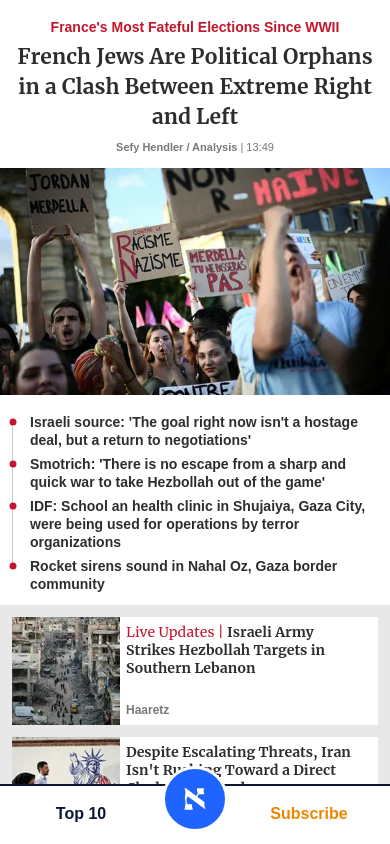 France's Most Fateful Elections Since WWII
French Jews Are Political Orphans
in a Clash Between Extreme Right
and Left
Sefy Hendler / Analysis | 13:49
JORDAN
MERDELLA
NON
R - HAINE
CONTRE LE
RACISME
NAZISME
MERDELLA
TU NE PASSERAS
PAS
ON EMMERDE
CONTRE
Israeli source: 'The goal right now isn't a hostage
deal, but a return to negotiations'
Smotrich: 'There is no escape from a sharp and
quick war to take Hezbollah out of the game'
IDF: School an health clinic in Shujaiya, Gaza City,
were being used for operations by terror
organizations
Rocket sirens sound in Nahal Oz, Gaza border
community
Live Updates | Israeli Army
Strikes Hezbollah Targets in
Southern Lebanon
Haaretz
Despite Escalating Threats, Iran
Isn't Rushing Toward a Direct
Top 10
Subscribe